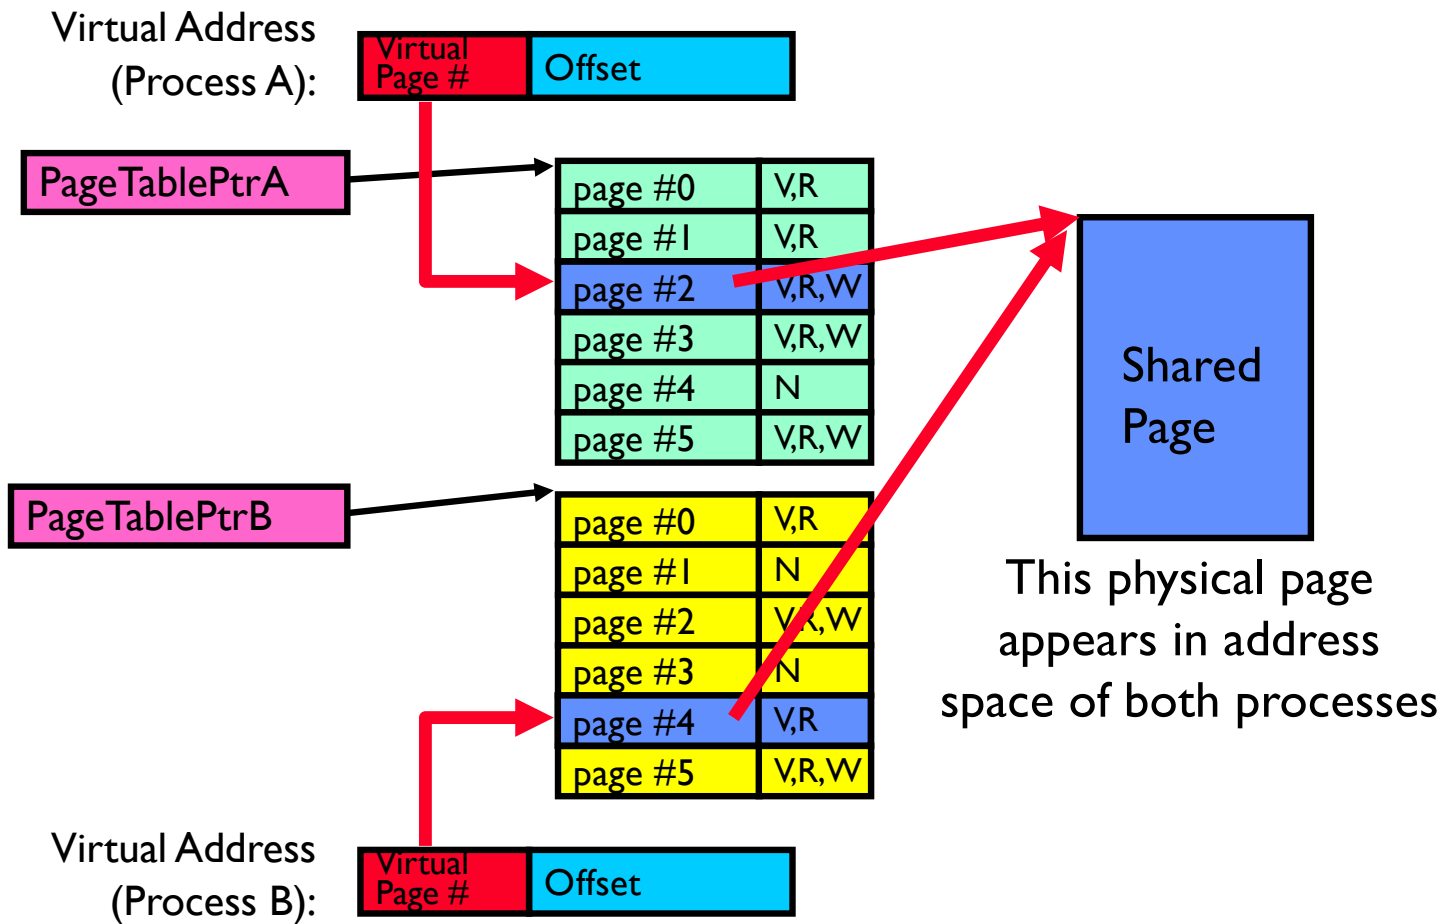 Virtual Address
(Process A):
Virtual
Page #
Offset
PageTablePtrA
page #0 V,R
page #1 V,R
page #2 V,R,W
page #3 V,R,W
page #4 N
page #5 V,R,W
Shared
Page
This physical page
appears in address
space of both processes
PageTablePtrB
page #0 V,R
page #1 N
page #2 V,R,W
page #3 N
page #4 V,R
page #5 V,R,W
Virtual Address
(Process B):
Virtual
Page #
Offset